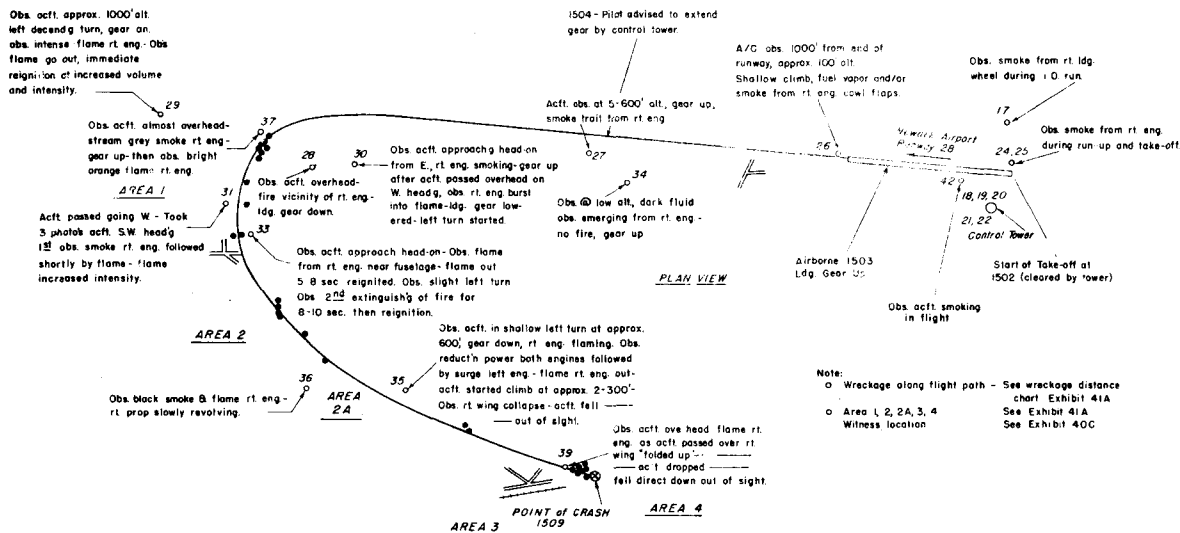 Obs. acft. approx. 1000' alt.
left decendg turn, gear dn,
obs. intense flame rt. eng.- Obs
flame go out, immediate
reignition at increased volume
and intensity.
29
Obs. acft. almost overhead-
stream grey smoke rt eng-
gear up-then obs. bright
orange flame rt. eng.
37
AREA 1
31
Acft passed going W. - Took
3 photo's acft. S.W. head'g
1st obs. smoke rt. eng. followed
shortly by flame - flame
increased intensity.
28
Obs. acft. overhead-
fire vicinity of rt. eng.-
ldg. gear down.
30
Obs. acft. approach'g head-on
from E., rt. eng. smoking-gear up
after acft. passed overhead on
W. headg, obs rt. eng. burst
into flame-ldg. gear low-
ered-left turn started.
33
Obs. acft. approach head-on- Obs. flame
from rt. eng. near fuselage-flame out
5 8 sec reignited. Obs. slight left turn
Obs 2nd extinguish'g of fire for
8-10 sec. then reignition.
1504 - Pilot advised to extend
gear by control tower.
Acft. obs at 5-600' alt., gear up,
smoke trail from rt. eng
27
34
Obs. @ low alt., dark fluid
obs. emerging from rt. eng.-
no fire, gear up
A/C obs. 1000' from end of
runway, approx. 100 alt.
Shallow climb, fuel vapor and/or
smoke from rt. eng. cowl flaps.
26
Newark Airport
Runway 28
Obs. smoke from rt. ldg.
wheel during T.O. run.
17
Obs. smoke from rt. eng.
during run-up and take-off.
24, 25
42
18, 19, 20
21, 22
Control Tower
PLAN VIEW
Airborne 1503
Ldg. Gear Up
Start of Take-off at
1502 (cleared by tower)
Obs. acft. smoking
in flight
AREA 2
36
Obs. black smoke & flame rt. eng.-
rt. prop slowly revolving.
AREA
2A
35
Obs. acft. in shallow left turn at approx.
600', gear down, rt eng. flaming. Obs.
reduct'n power both engines followed
by surge left eng.- flame rt. eng. out-
acft. started climb at approx. 2-300'-
Obs. rt wing collapse - acft. fell
out of sight.
39
Obs. acft ove head flame rt.
eng. as acft. passed over rt.
wing "folded up"
ac't dropped
fell direct down out of sight.
POINT of CRASH
1509
AREA 4
AREA 3
Note:
Wreckage along flight path - See wreckage distance
chart Exhibit 41A
Area 1, 2, 2A, 3, 4 See Exhibit 41A
Witness location See Exhibit 40C